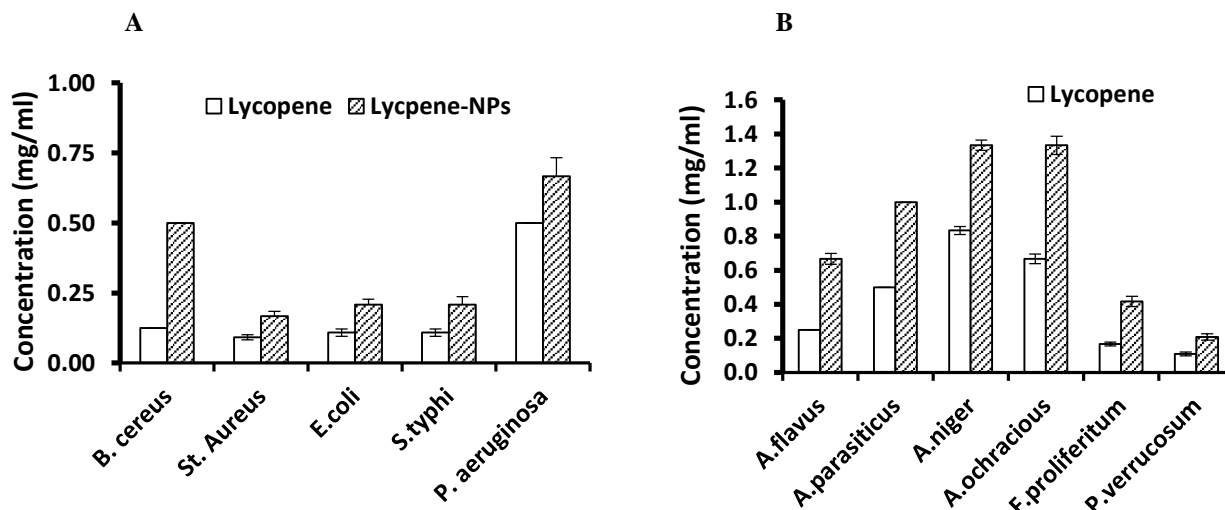 A
Concentration (mg/ml)
1.00
0.75
0.50
0.25
0.00
Lycopene
Lycpene-NPs
B. cereus
St. Aureus
E.coli
S.typhi
P. aeruginosa
B
Concentration (mg/ml)
1.6
1.4
1.2
1.0
0.8
0.6
0.4
0.2
0.0
Lycopene
A.flavus
A.parasiticus
A.niger
A.ochracious
F.proliferitum
P.verrucosum